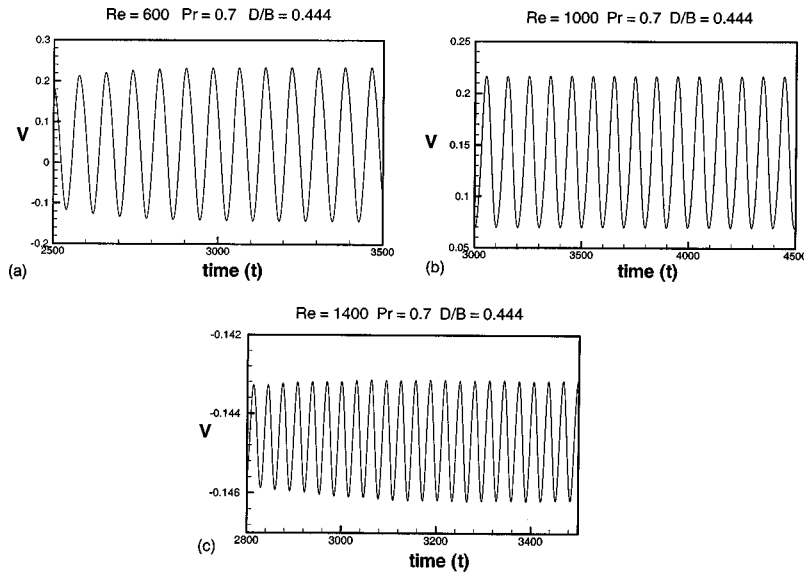 Re = 600 Pr = 0.7 D/B = 0.444
0.3
0.2
0.1
V
0
-0.1
-0.2
2500
3000
3500
(a)
time (t)
Re = 1000 Pr = 0.7 D/B = 0.444
0.25
0.2
V
0.15
0.1
0.05
3000
3500
4000
4500
(b)
time (t)
Re = 1400 Pr = 0.7 D/B = 0.444
-0.142
-0.144
V
-0.146
2800
3000
3200
3400
(c)
time (t)